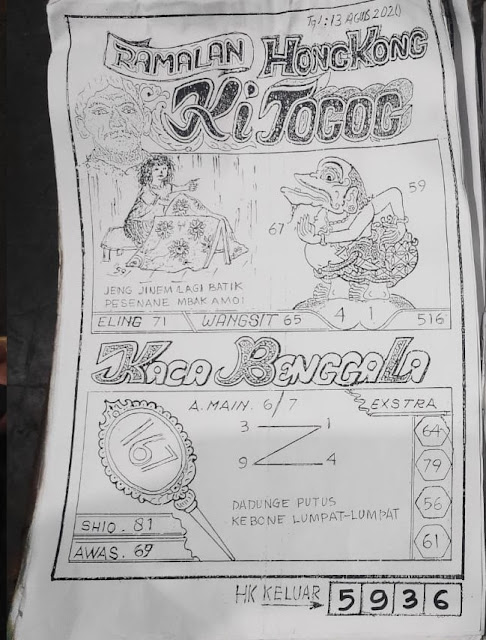 Tgl : 13 AGUS 2020
RAMALAN HONGKONG
Ki TOGOG
59
67
JENG JINEM LAGI BATIK
PESENANE MBAK AMOI
ELING 71 WANGSIT 65 4 1 516
KACA BENGGALA
A. MAIN. 6/7 EXSTRA
3 1
64
9 4
79
167
DADUNGE PUTUS
KEBONE LUMPAT-LUMPAT
56
SHIO. 81
61
AWAS. 69
HK KELUAR 5 9 3 6